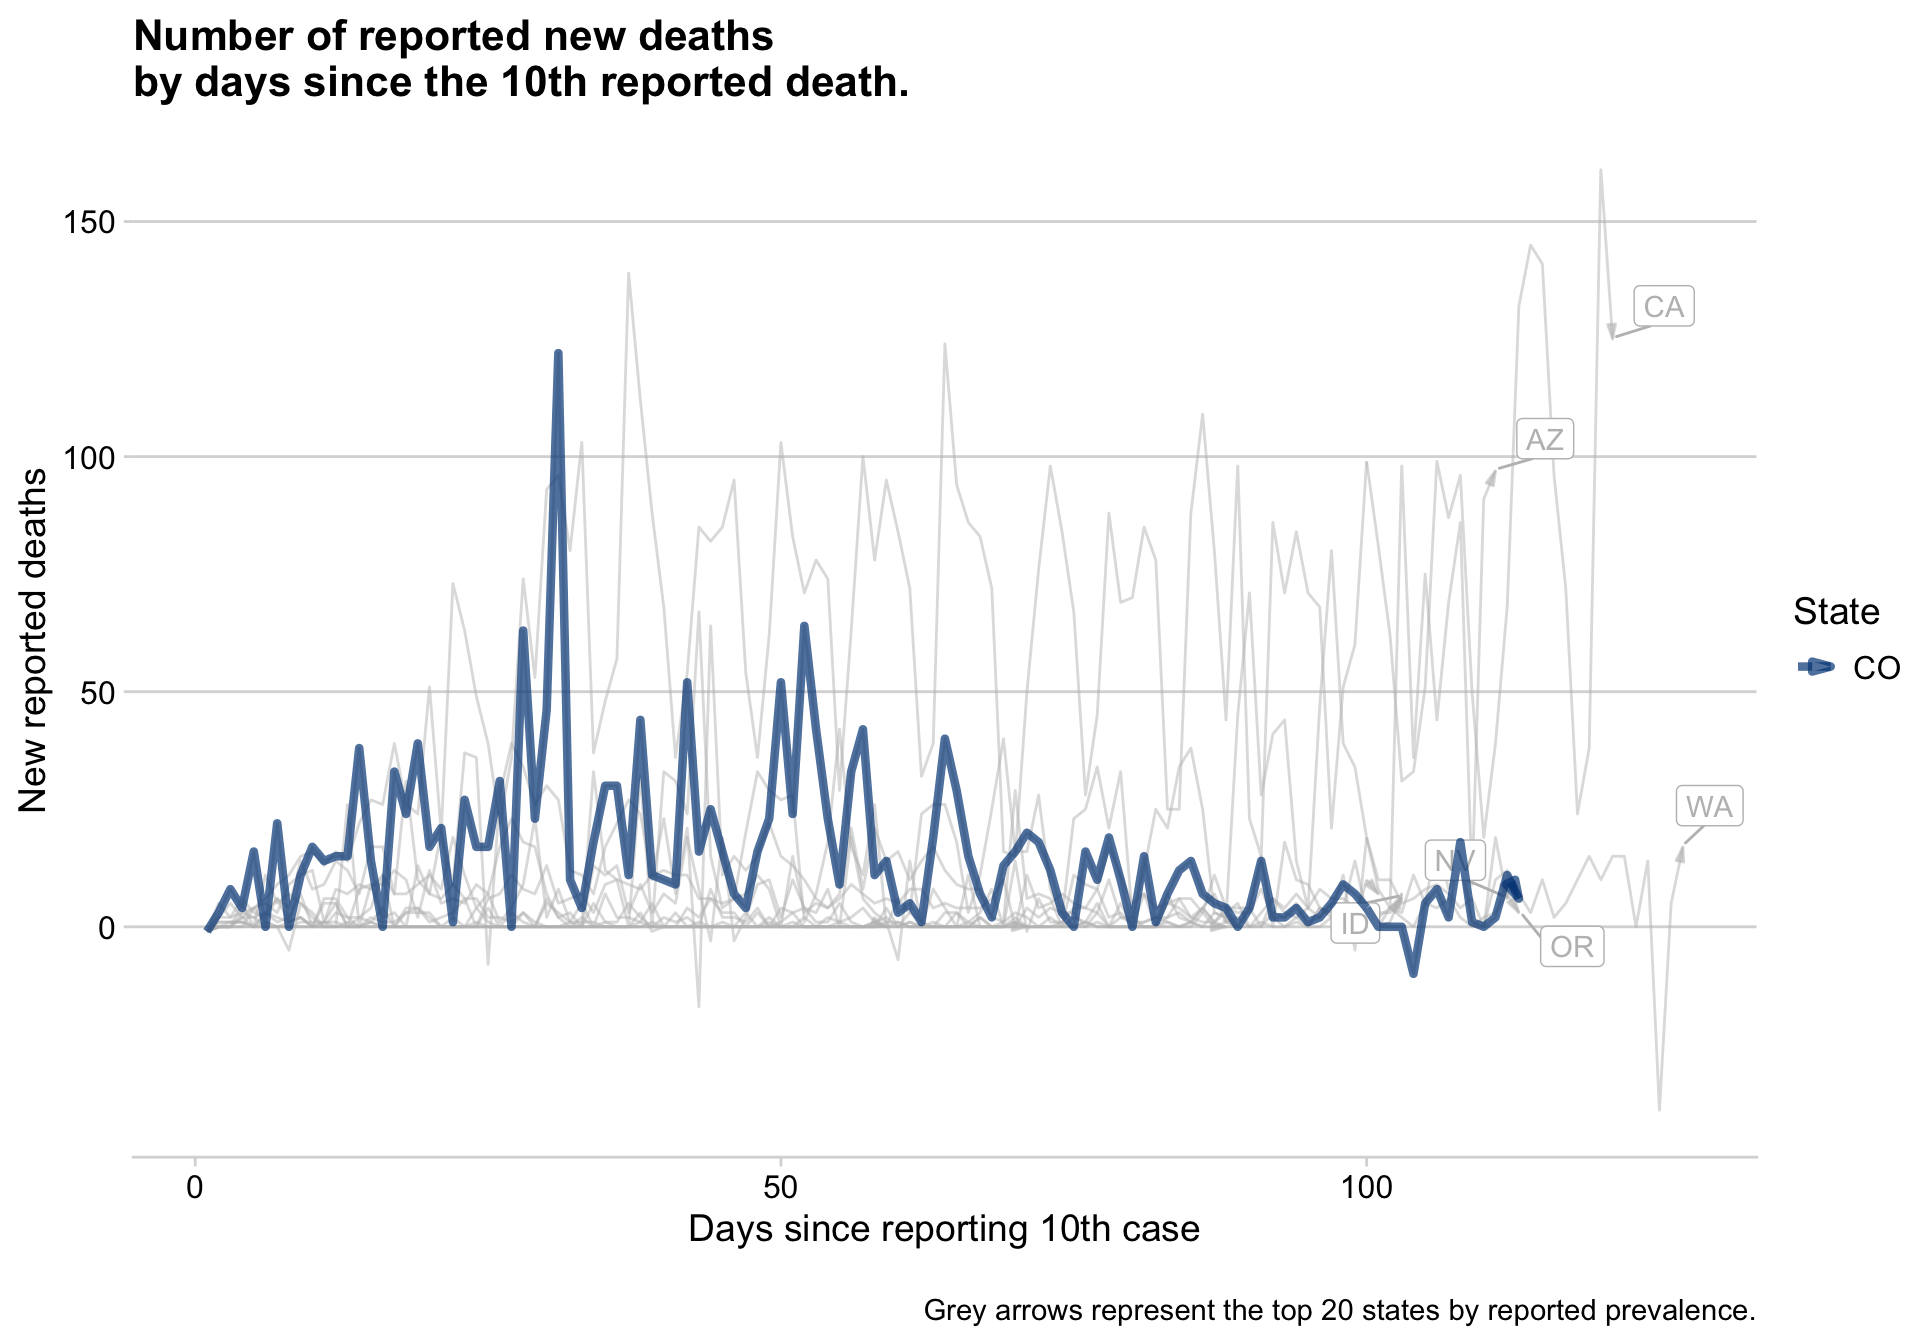 Number of reported new deaths
by days since the 10th reported death.
150
100
50
0
New reported deaths
CA
AZ
WA
NV
ID
OR
State
CO
0
50
100
Days since reporting 10th case
Grey arrows represent the top 20 states by reported prevalence.